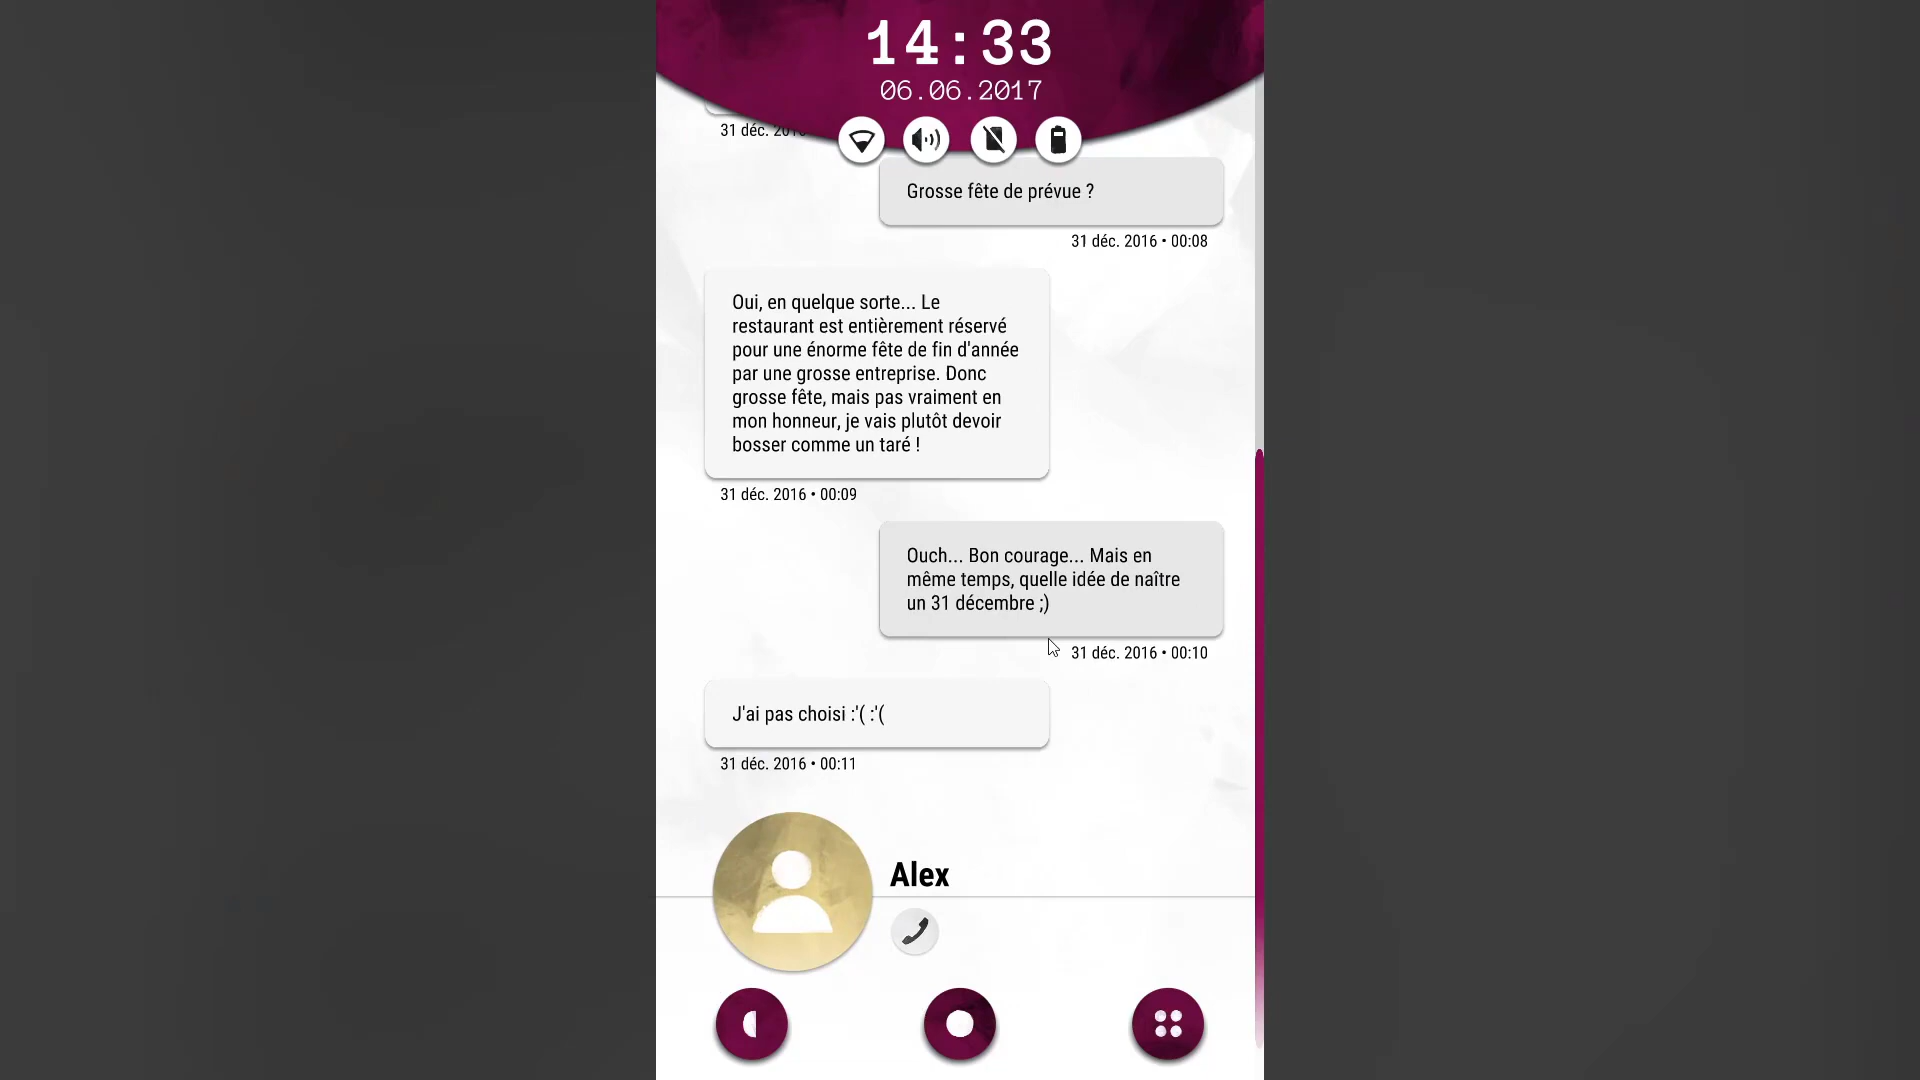 14:33
06.06.2017
31 déc. 2016
Grosse fête de prévue ?
31 déc. 2016 • 00:08
Oui, en quelque sorte... Le
restaurant est entièrement réservé
pour une énorme fête de fin d'année
par une grosse entreprise. Donc
grosse fête, mais pas vraiment en
mon honneur, je vais plutôt devoir
bosser comme un taré !
31 déc. 2016 • 00:09
Ouch... Bon courage... Mais en
même temps, quelle idée de naître
un 31 décembre ;)
31 déc. 2016 • 00:10
J'ai pas choisi :'( :'(
31 déc. 2016 • 00:11
Alex